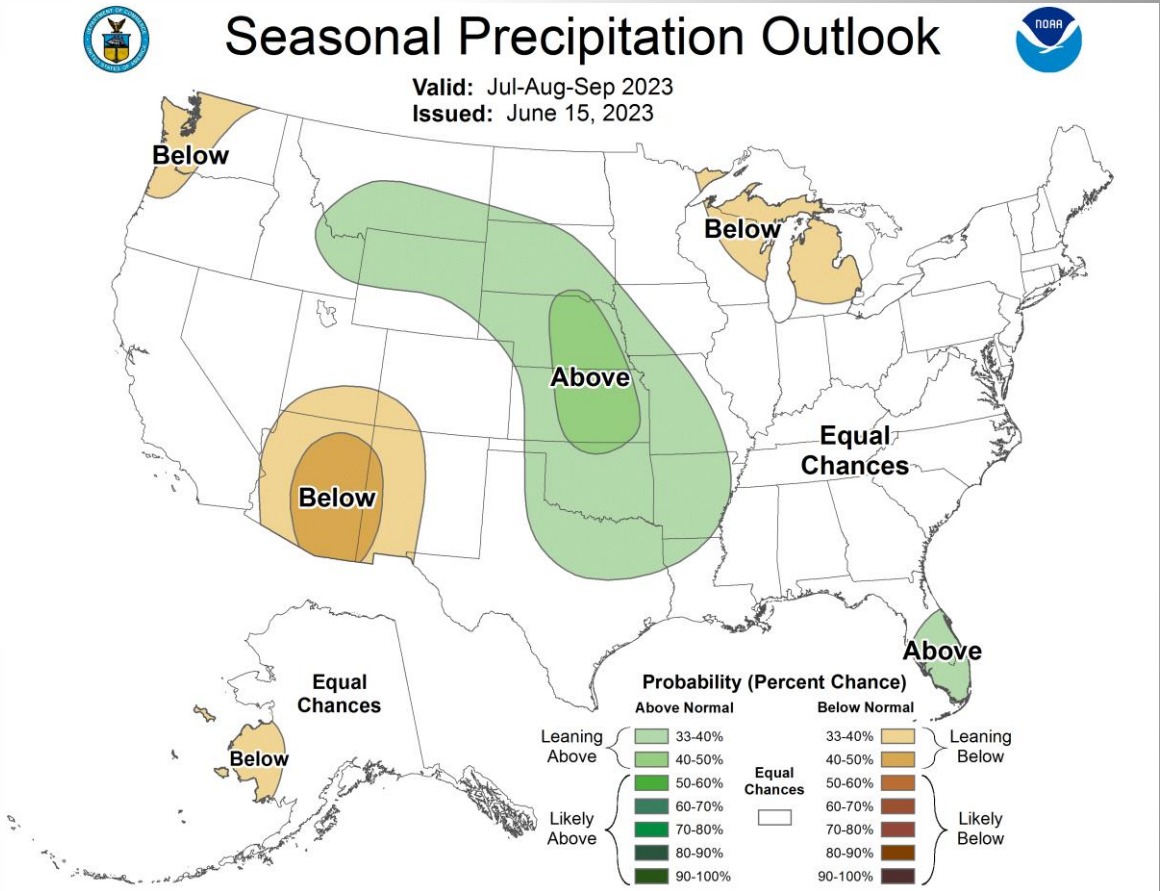 Seasonal Precipitation Outlook
NOAA
Valid: Jul-Aug-Sep 2023
Issued: June 15, 2023
Below
Below
Above
Equal
Chances
Below
Above
Equal
Chances
Below
Probability (Percent Chance)
Above Normal
Below Normal
Leaning
Above
33-40%
40-50%
50-60%
60-70%
70-80%
80-90%
90-100%
Likely
Above
Equal
Chances
33-40%
40-50%
50-60%
60-70%
70-80%
80-90%
90-100%
Leaning
Below
Likely
Below